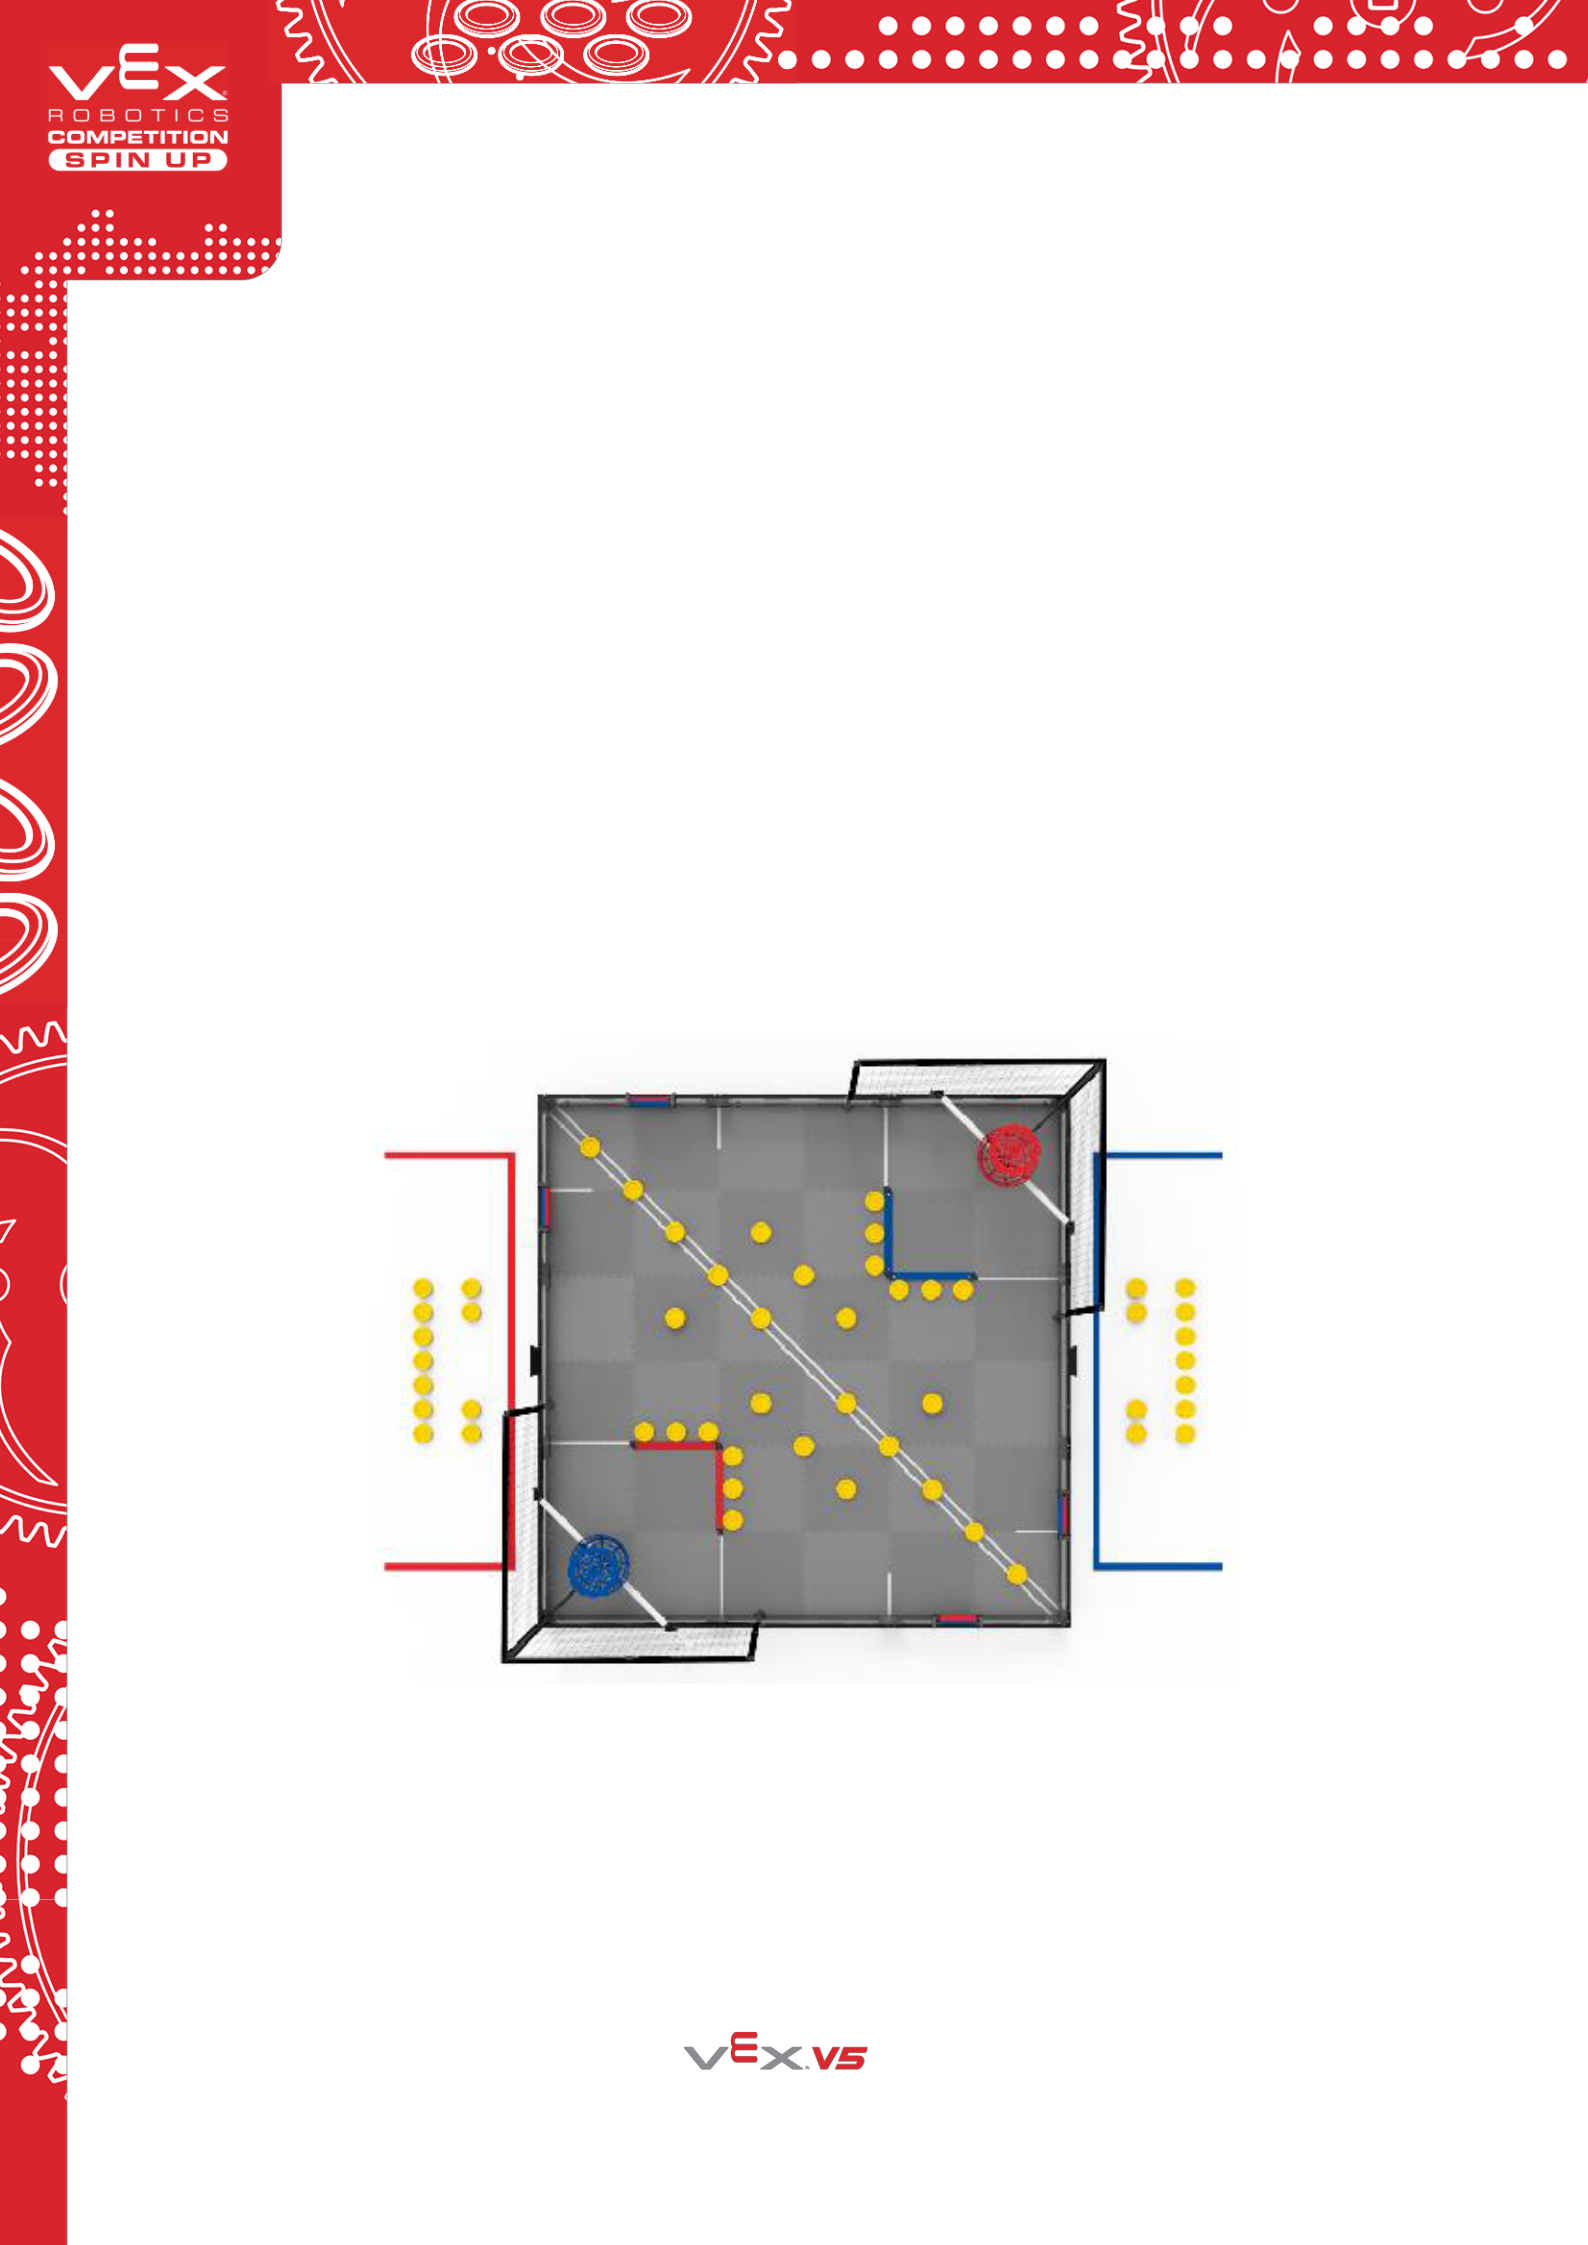 VEX
ROBOTICS
COMPETITION
SPIN UP
VEX V5